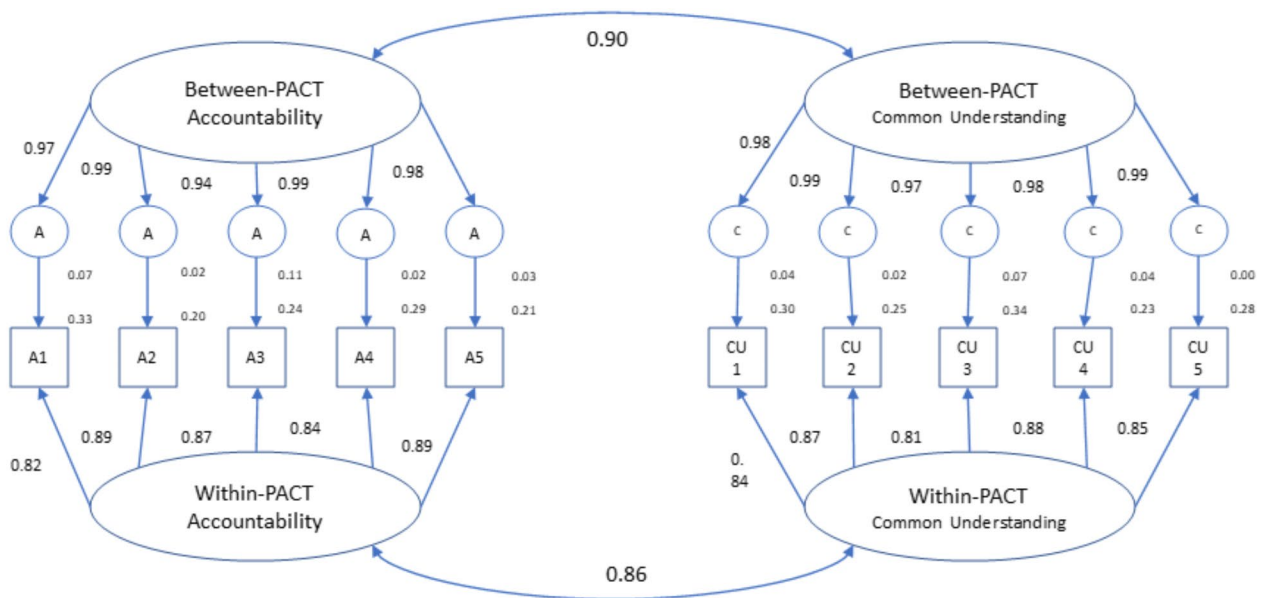 0.90
Between-PACT
Accountability
Between-PACT
Common Understanding
0.97
0.99
0.94
0.99
0.98
0.98
0.99
0.97
0.98
0.99
A
A
A
A
A
C
C
C
C
C
0.07
0.02
0.11
0.02
0.03
0.04
0.02
0.07
0.04
0.00
0.33
0.20
0.24
0.29
0.21
0.30
0.25
0.34
0.23
0.28
A1
A2
A3
A4
A5
CU
1
CU
2
CU
3
CU
4
CU
5
0.82
0.89
0.87
0.84
0.89
0.
84
0.87
0.81
0.88
0.85
Within-PACT
Accountability
Within-PACT
Common Understanding
0.86